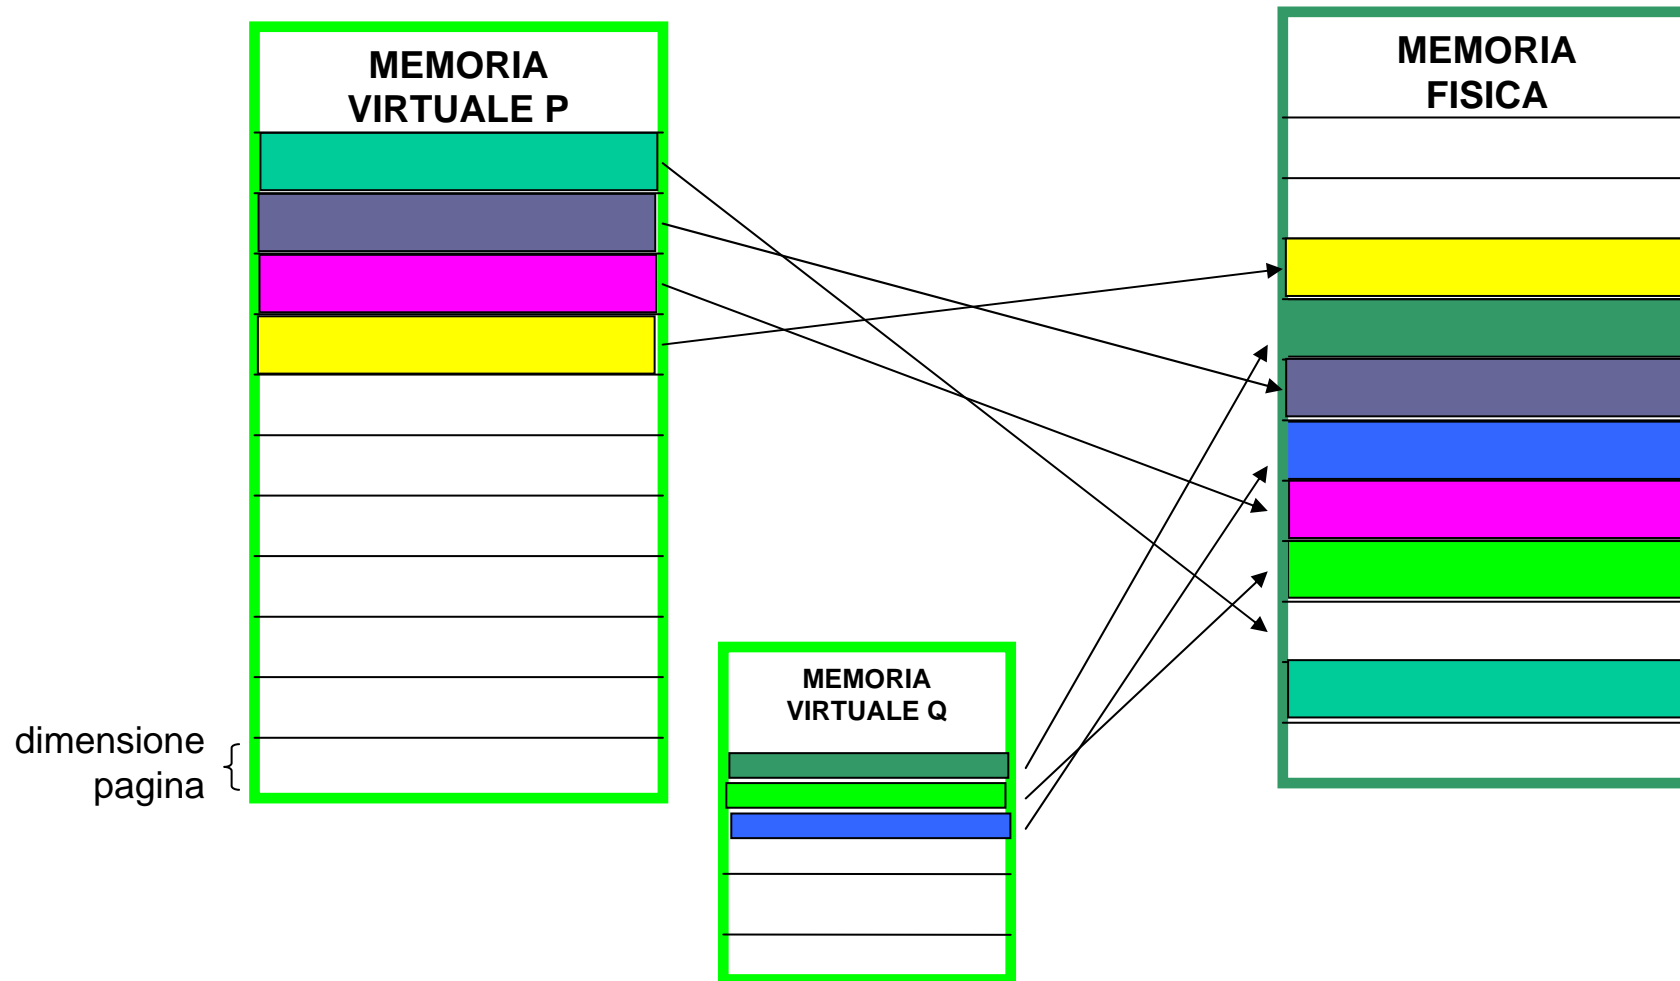 MEMORIA
VIRTUALE P
MEMORIA
FISICA
MEMORIA
VIRTUALE Q
dimensione
pagina